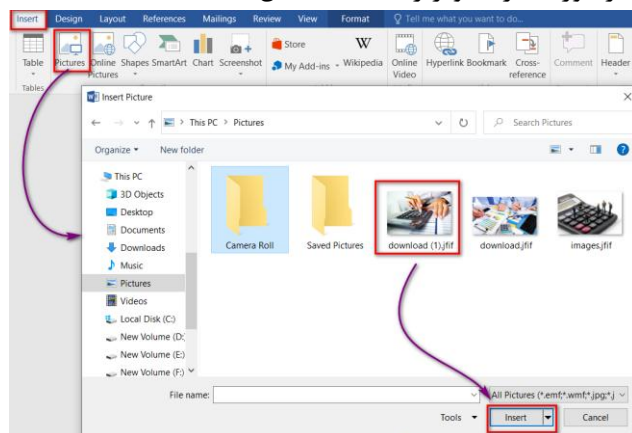 Insert Design Layout References Mailings Review View Format Tell me what you want to do...
Table Pictures Online Pictures Shapes SmartArt Chart Screenshot
Store
My Add-ins
Wikipedia
Online Video Hyperlink Bookmark Cross-reference Comment Header
Tables
Insert Picture
This PC > Pictures
Search Pictures
Organize New folder
This PC
3D Objects
Desktop
Documents
Downloads
Music
Pictures
Videos
Local Disk (C:)
New Volume (D:
New Volume (E:)
New Volume (F:)
Camera Roll Saved Pictures download (1).jfif download.jfif images.jfif
File name: All Pictures (*.emf;*.wmf;*.jpg;*.j
Tools Insert Cancel